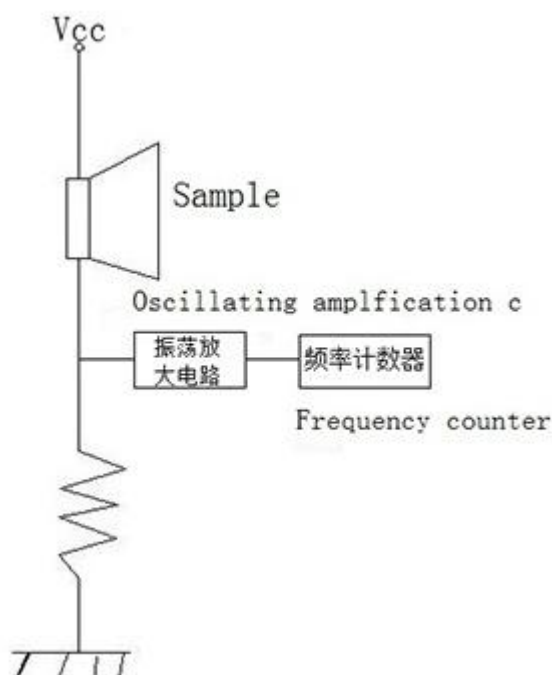 Vcc
Sample
Oscillating amplfication c
振荡放
大电路
频率计数器
Frequency counter